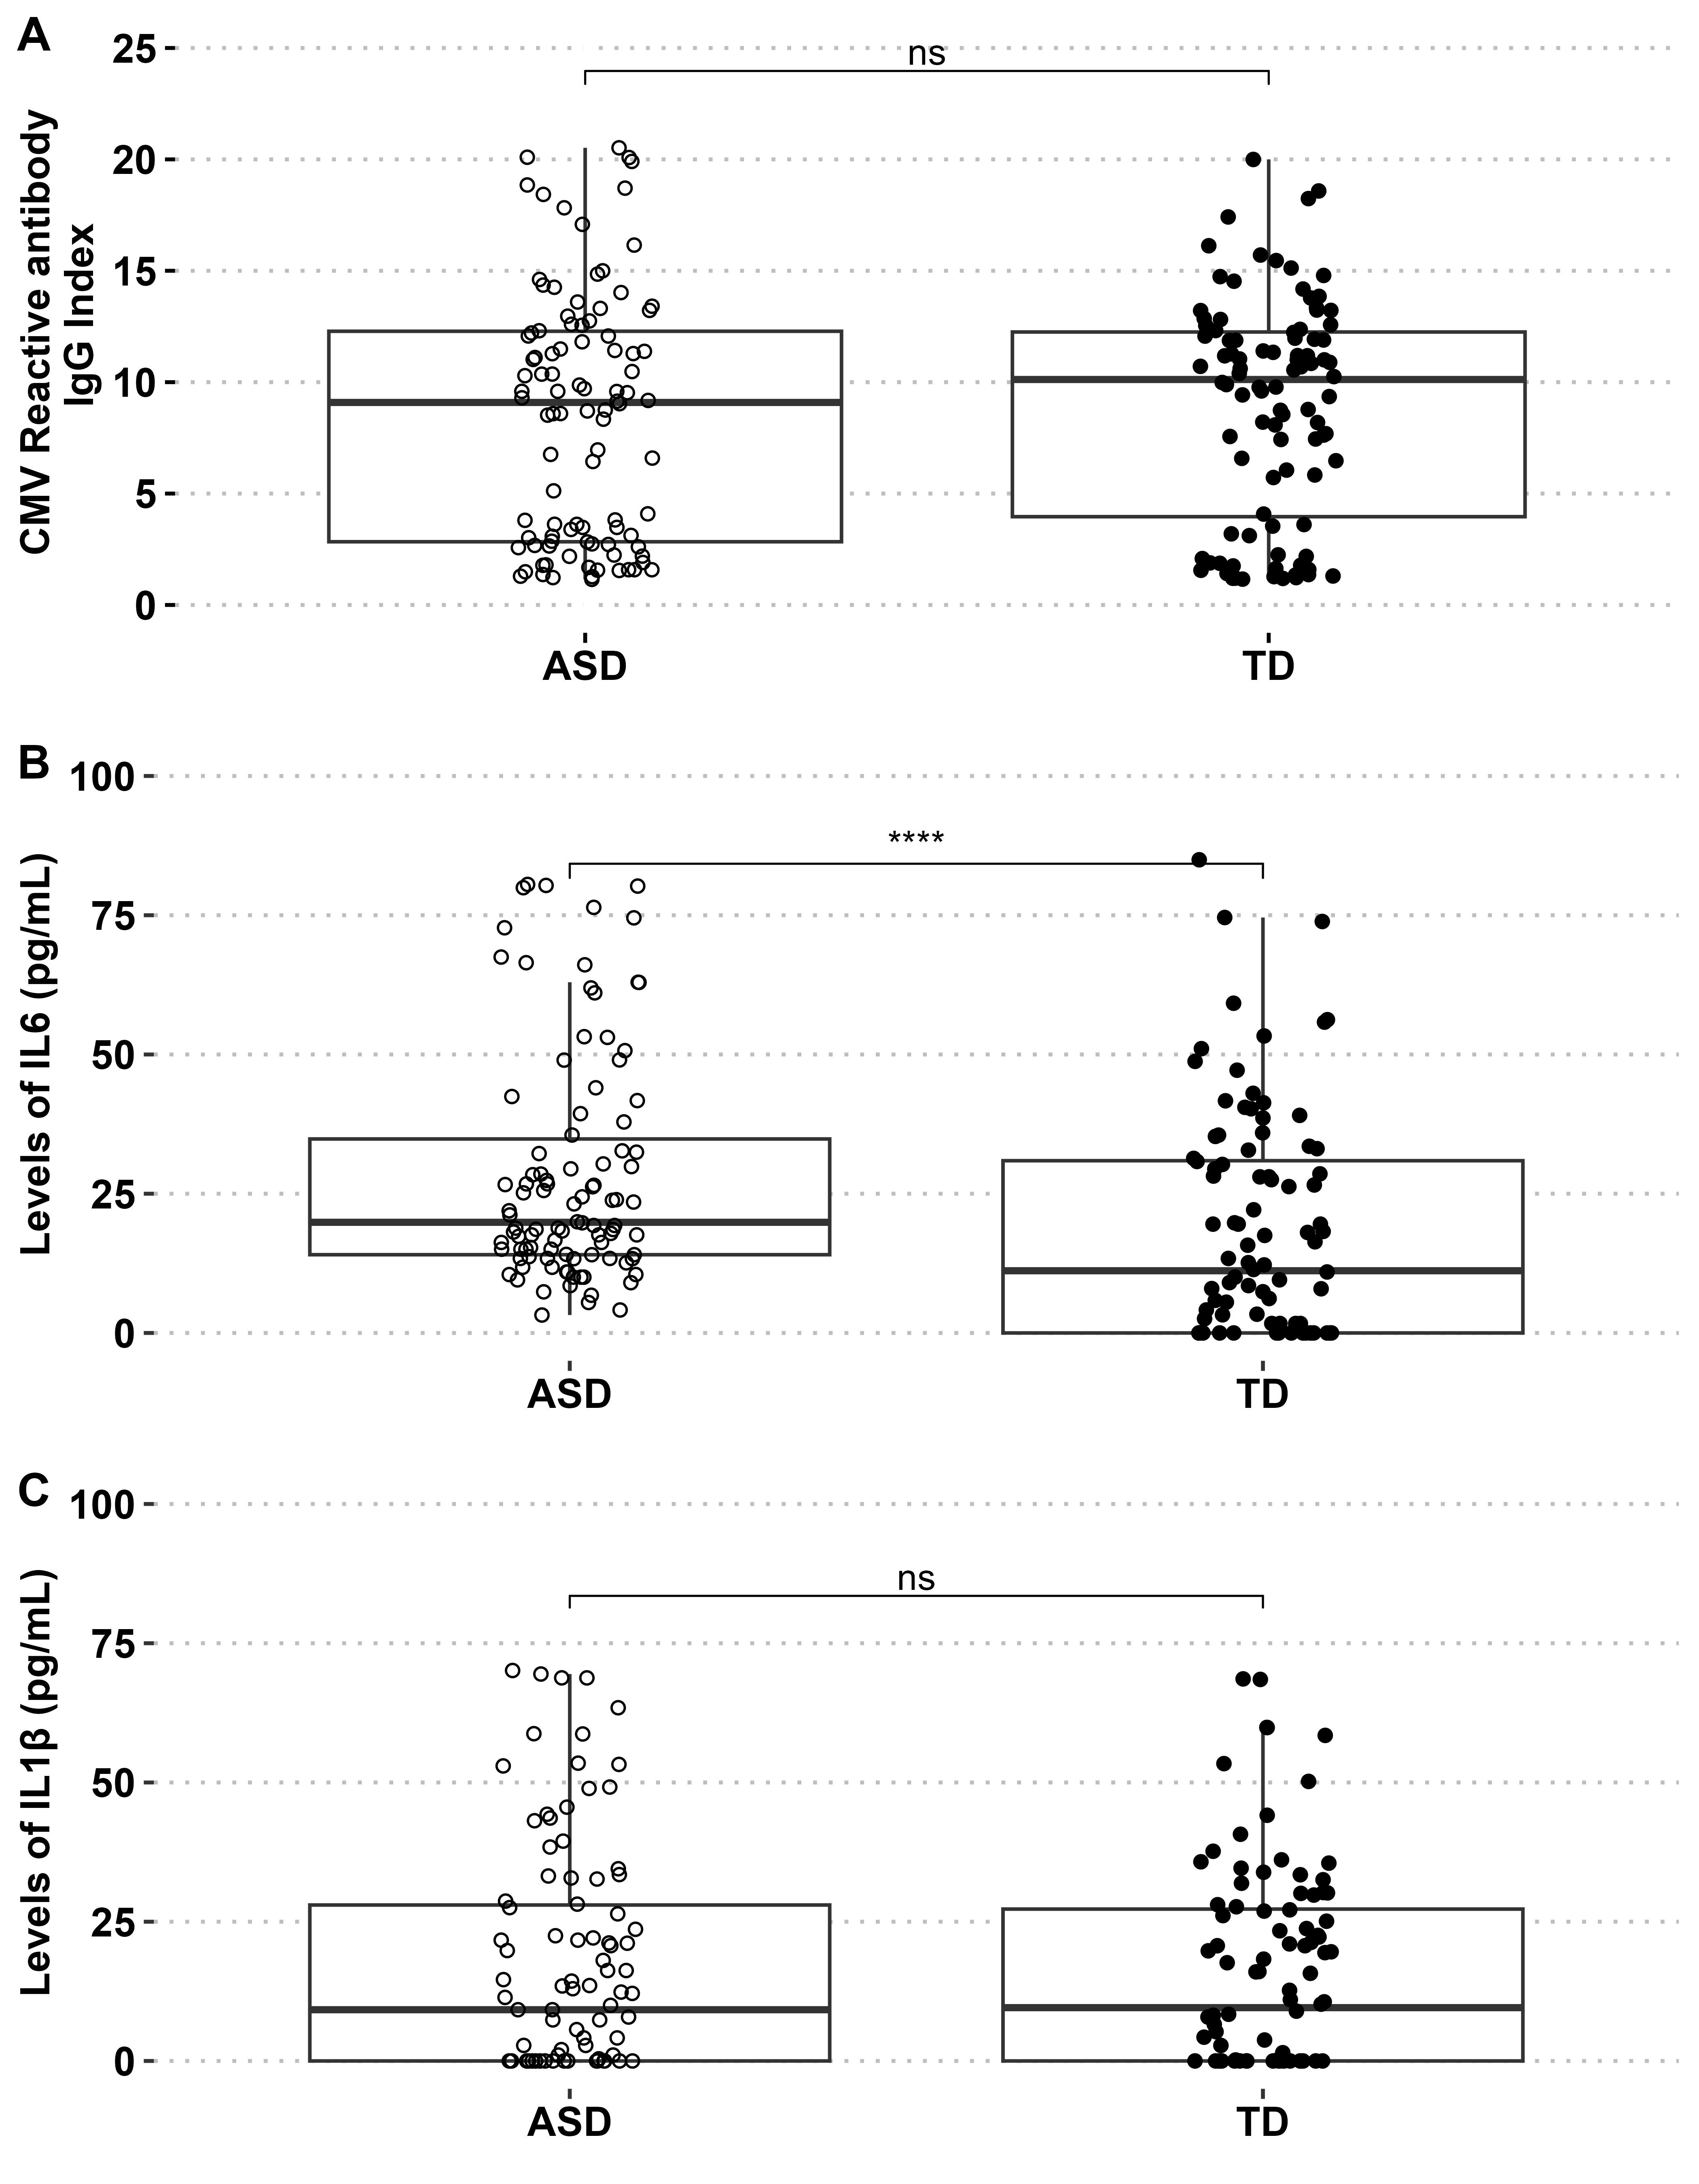 A
25
20
15
10
5
0
CMV Reactive antibody
IgG Index
ns
ASD
TD
B
100
75
50
25
0
Levels of IL6 (pg/mL)
****
ASD
TD
C
100
75
50
25
0
Levels of IL1β (pg/mL)
ns
ASD
TD